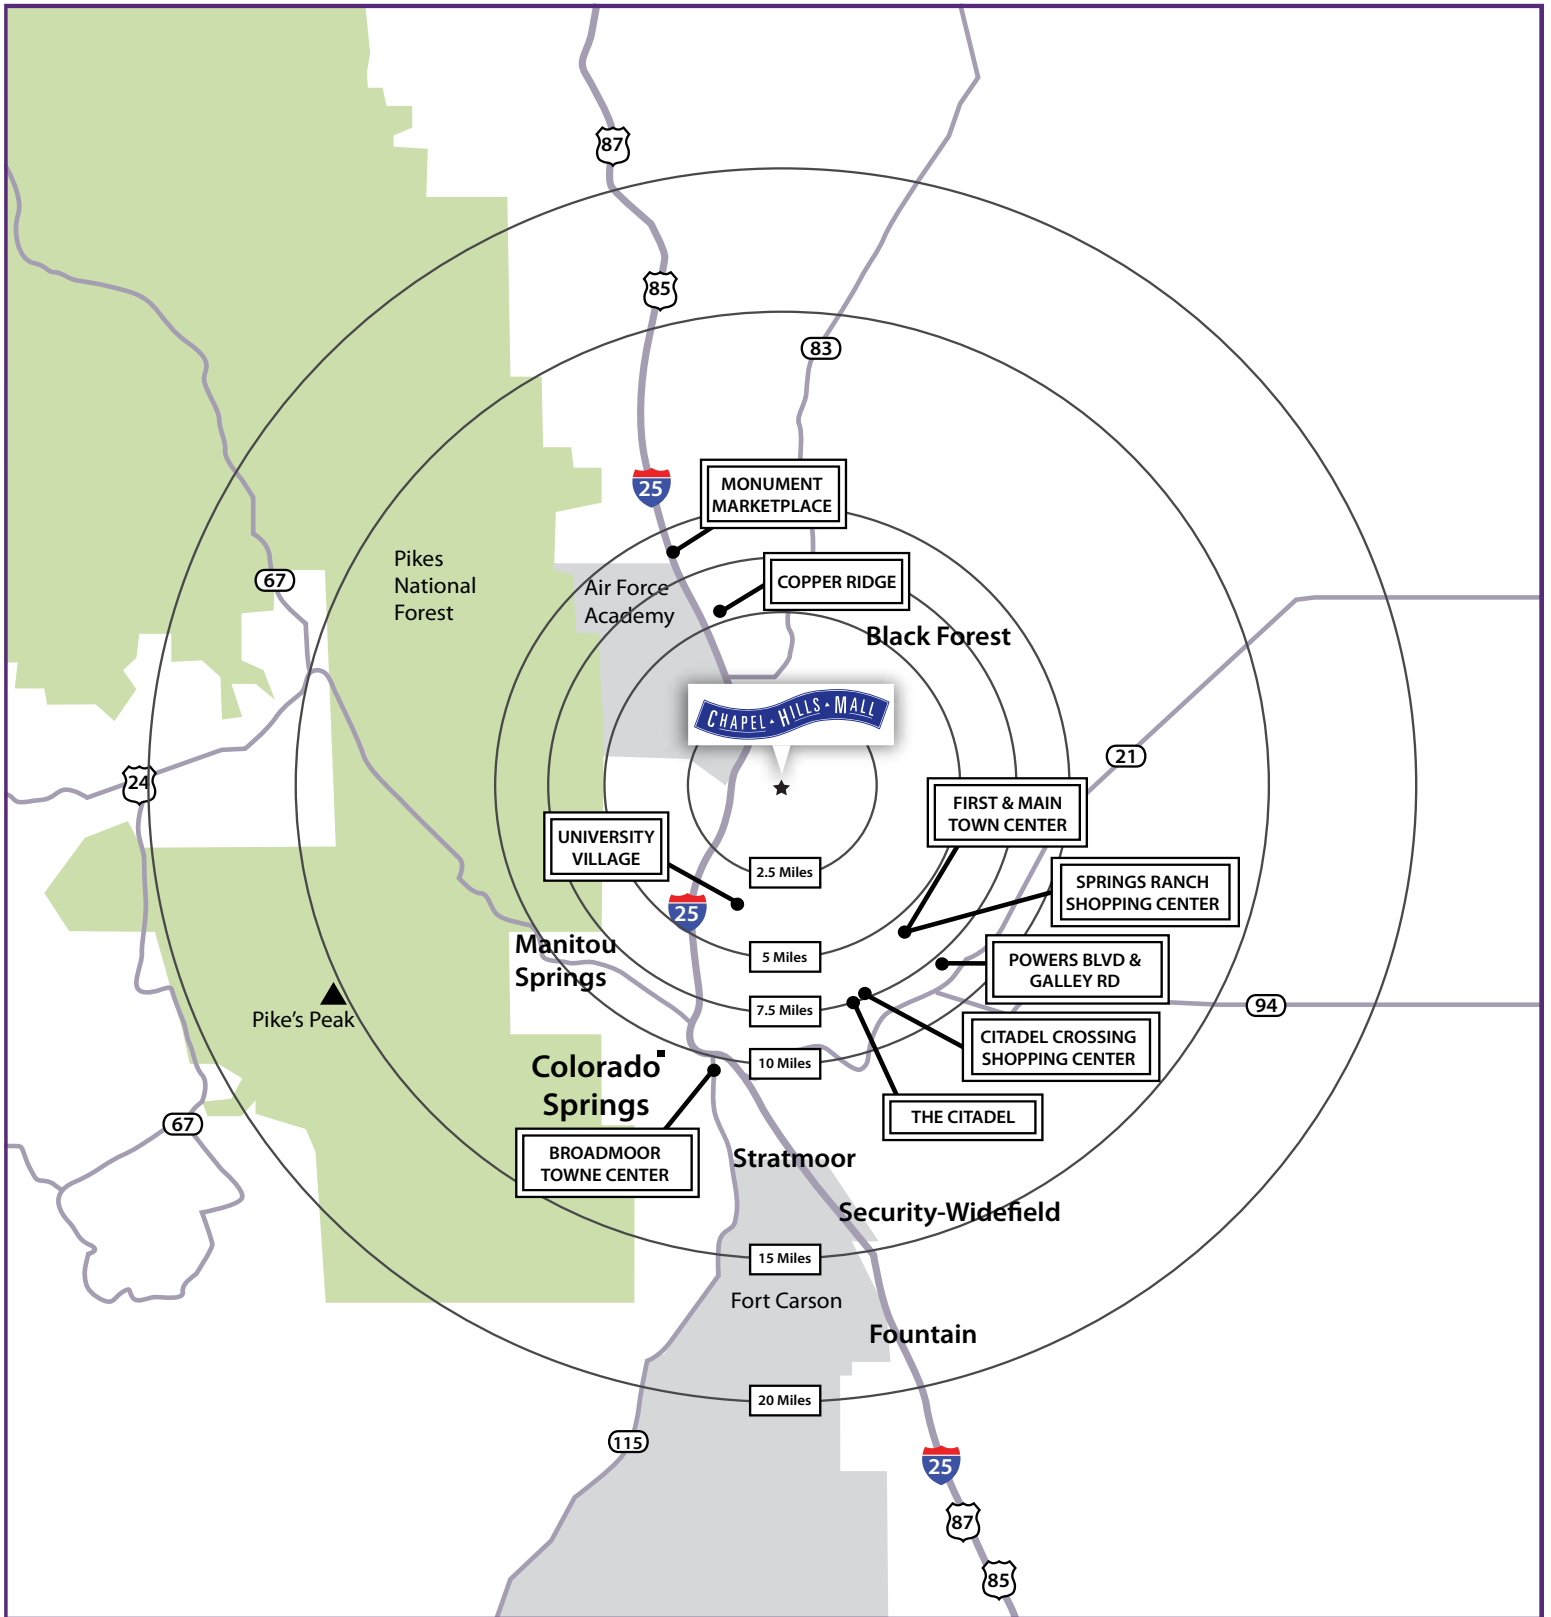 87
85
83
25
MONUMENT
MARKETPLACE
Pikes
National
Forest
67
Air Force
Academy
COPPER RIDGE
Black Forest
CHAPEL HILLS MALL
24
21
FIRST & MAIN
TOWN CENTER
UNIVERSITY
VILLAGE
2.5 Miles
SPRINGS RANCH
SHOPPING CENTER
25
Manitou
Springs
5 Miles
POWERS BLVD &
GALLEY RD
Pike's Peak
7.5 Miles
94
Colorado
Springs
10 Miles
CITADEL CROSSING
SHOPPING CENTER
67
THE CITADEL
BROADMOOR
TOWNE CENTER
Stratmoor
Security-Widefield
15 Miles
Fort Carson
Fountain
20 Miles
115
25
87
85